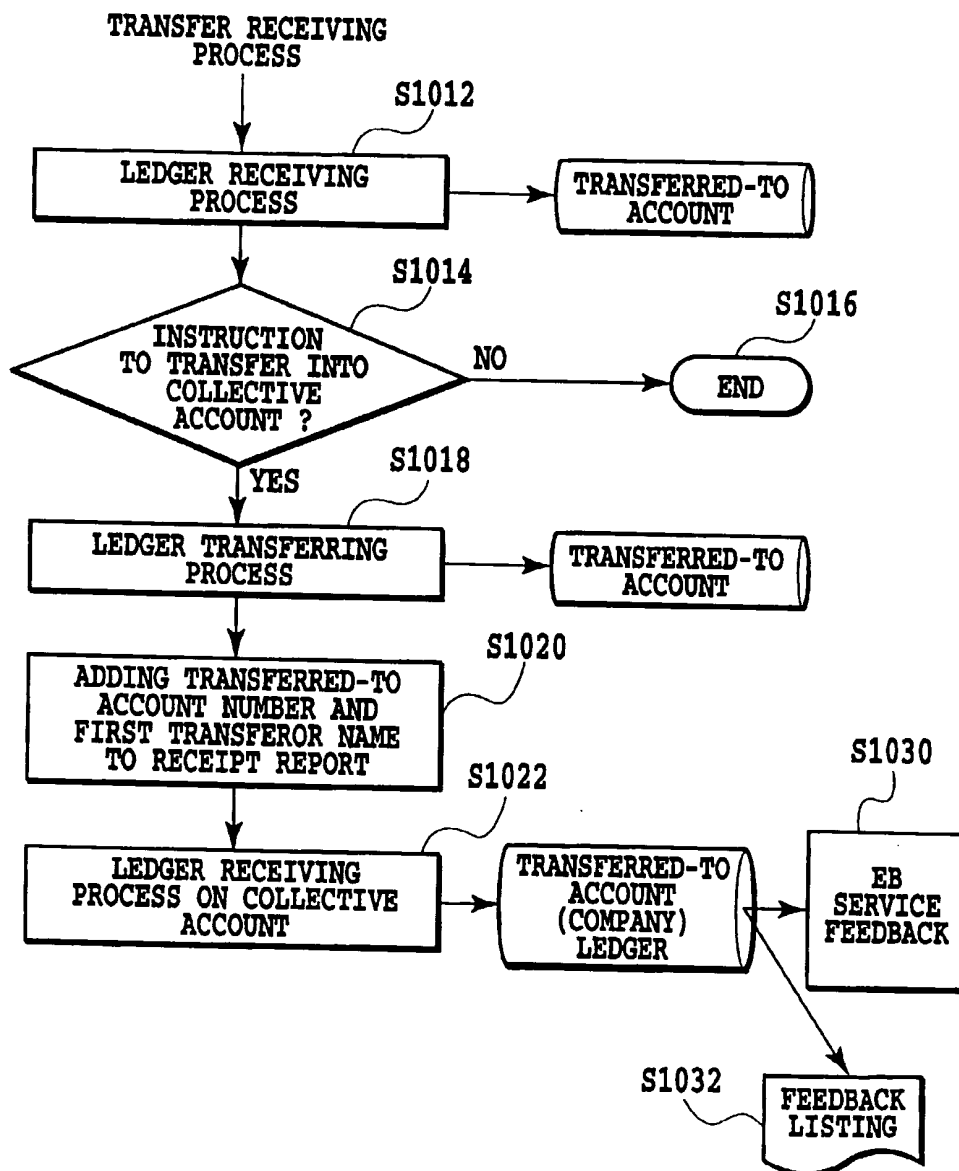 TRANSFER RECEIVING
PROCESS
S1012
LEDGER RECEIVING
PROCESS
TRANSFERRED-TO
ACCOUNT
S1014
INSTRUCTION
TO TRANSFER INTO
COLLECTIVE
ACCOUNT ?
NO
S1016
END
YES
S1018
LEDGER TRANSFERRING
PROCESS
TRANSFERRED-TO
ACCOUNT
S1020
ADDING TRANSFERRED-TO
ACCOUNT NUMBER AND
FIRST TRANSFEROR NAME
TO RECEIPT REPORT
S1022
LEDGER RECEIVING
PROCESS ON COLLECTIVE
ACCOUNT
TRANSFERRED-TO
ACCOUNT
(COMPANY)
LEDGER
S1030
EB
SERVICE
FEEDBACK
S1032
FEEDBACK
LISTING